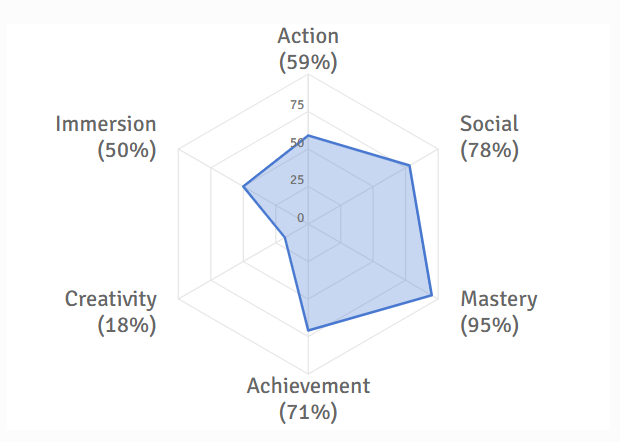 Action
(59%)
75
Immersion
(50%)
Social
(78%)
50
25
0
Creativity
(18%)
Mastery
(95%)
Achievement
(71%)